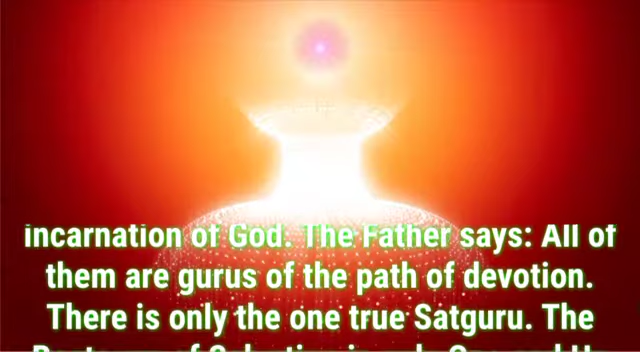 incarnation of God. The Father says: All of
them are gurus of the path of devotion.
There is only the one true Satguru. The